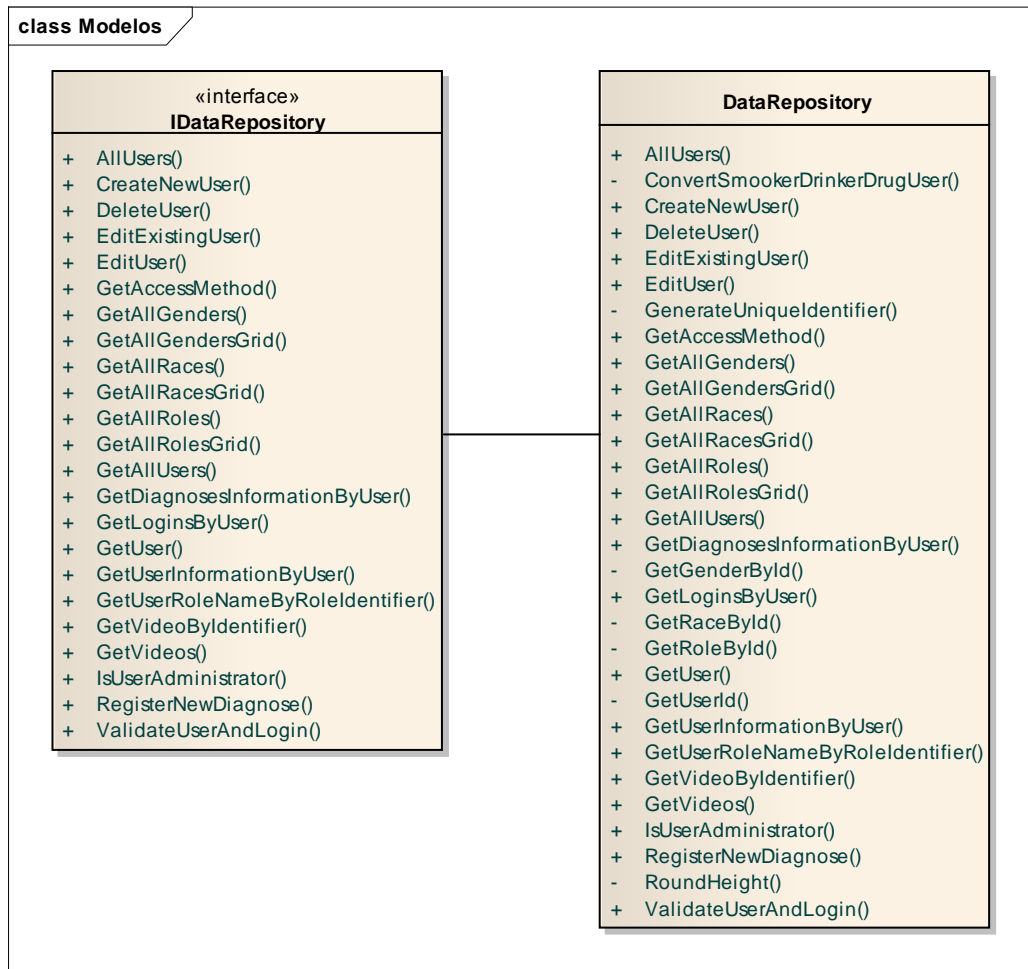 class Modelos
«interface»
IDataRepository
+ AllUsers()
+ CreateNewUser()
+ DeleteUser()
+ EditExistingUser()
+ EditUser()
+ GetAccessMethod()
+ GetAllGenders()
+ GetAllGendersGrid()
+ GetAllRaces()
+ GetAllRacesGrid()
+ GetAllRoles()
+ GetAllRolesGrid()
+ GetAllUsers()
+ GetDiagnosesInformationByUser()
+ GetLoginsByUser()
+ GetUser()
+ GetUserInformationByUser()
+ GetUserRoleNameByRoleIdentifier()
+ GetVideoByIdentifier()
+ GetVideos()
+ IsUserAdministrator()
+ RegisterNewDiagnose()
+ ValidateUserAndLogin()
DataRepository
+ AllUsers()
- ConvertSmookerDrinkerDrugUser()
+ CreateNewUser()
+ DeleteUser()
+ EditExistingUser()
+ EditUser()
- GenerateUniqueIdentifier()
+ GetAccessMethod()
+ GetAllGenders()
+ GetAllGendersGrid()
+ GetAllRaces()
+ GetAllRacesGrid()
+ GetAllRoles()
+ GetAllRolesGrid()
+ GetAllUsers()
+ GetDiagnosesInformationByUser()
- GetGenderById()
+ GetLoginsByUser()
- GetRaceById()
- GetRoleById()
+ GetUser()
- GetUserId()
+ GetUserInformationByUser()
+ GetUserRoleNameByRoleIdentifier()
+ GetVideoByIdentifier()
+ GetVideos()
+ IsUserAdministrator()
+ RegisterNewDiagnose()
- RoundHeight()
+ ValidateUserAndLogin()